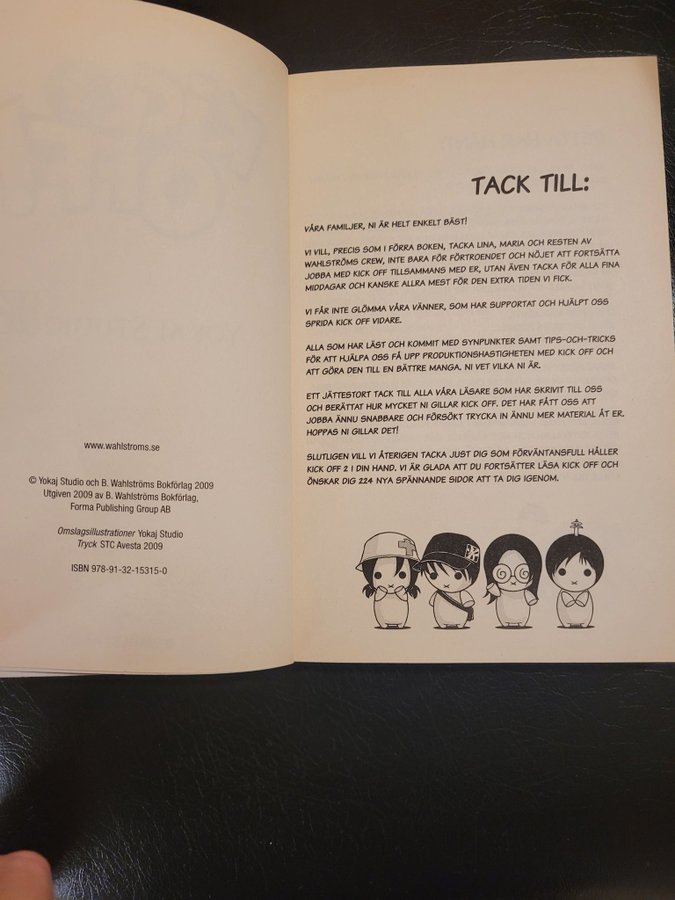 www.wahlstroms.se
© Yokaj Studio och B. Wahlströms Bokförlag 2009
Utgiven 2009 av B. Wahlströms Bokförlag,
Forma Publishing Group AB
Omslagsillustrationer Yokaj Studio
Tryck STC Avesta 2009
ISBN 978-91-32-15315-0
TACK TILL:
VÅRA FAMILJER, NI ÄR HELT ENKELT BÄST!
VI VILL, PRECIS SOM I FÖRRA BOKEN, TACKA LINA, MARIA OCH RESTEN AV
WAHLSTRÖMS CREW, INTE BARA FÖR FÖRTROENDET OCH NÖJET ATT FORTSÄTTA
JOBBA MED KICK OFF TILLSAMMANS MED ER, UTAN ÄVEN TACKA FÖR ALLA FINA
MIDDAGAR OCH KANSKE ALLRA MEST FÖR DEN EXTRA TIDEN VI FICK.
VI FÅR INTE GLÖMMA VÅRA VÄNNER, SOM HAR SUPPORTAT OCH HJÄLPT OSS
SPRIDA KICK OFF VIDARE.
ALLA SOM HAR LÄST OCH KOMMIT MED SYNPUNKTER SAMT TIPS-OCH-TRICKS
FÖR ATT HJÄLPA OSS FÅ UPP PRODUKTIONSHASTIGHETEN MED KICK OFF OCH
ATT GÖRA DEN TILL EN BÄTTRE MANGA. NI VET VILKA NI ÄR.
ETT JÄTTESTORT TACK TILL ALLA VÅRA LÄSARE SOM HAR SKRIVIT TILL OSS
OCH BERÄTTAT HUR MYCKET NI GILLAR KICK OFF. DET HAR FÅTT OSS ATT
JOBBA ÄNNU SNABBARE OCH FÖRSÖKT TRYCKA IN ÄNNU MER MATERIAL ÅT ER.
HOPPAS NI GILLAR DET!
SLUTLIGEN VILL VI ÅTERIGEN TACKA JUST DIG SOM FÖRVÄNTANSFULL HÅLLER
KICK OFF 2 I DIN HAND. VI ÄR GLADA ATT DU FORTSÄTTER LÄSA KICK OFF OCH
ÖNSKAR DIG 224 NYA SPÄNNANDE SIDOR ATT TA DIG IGENOM.